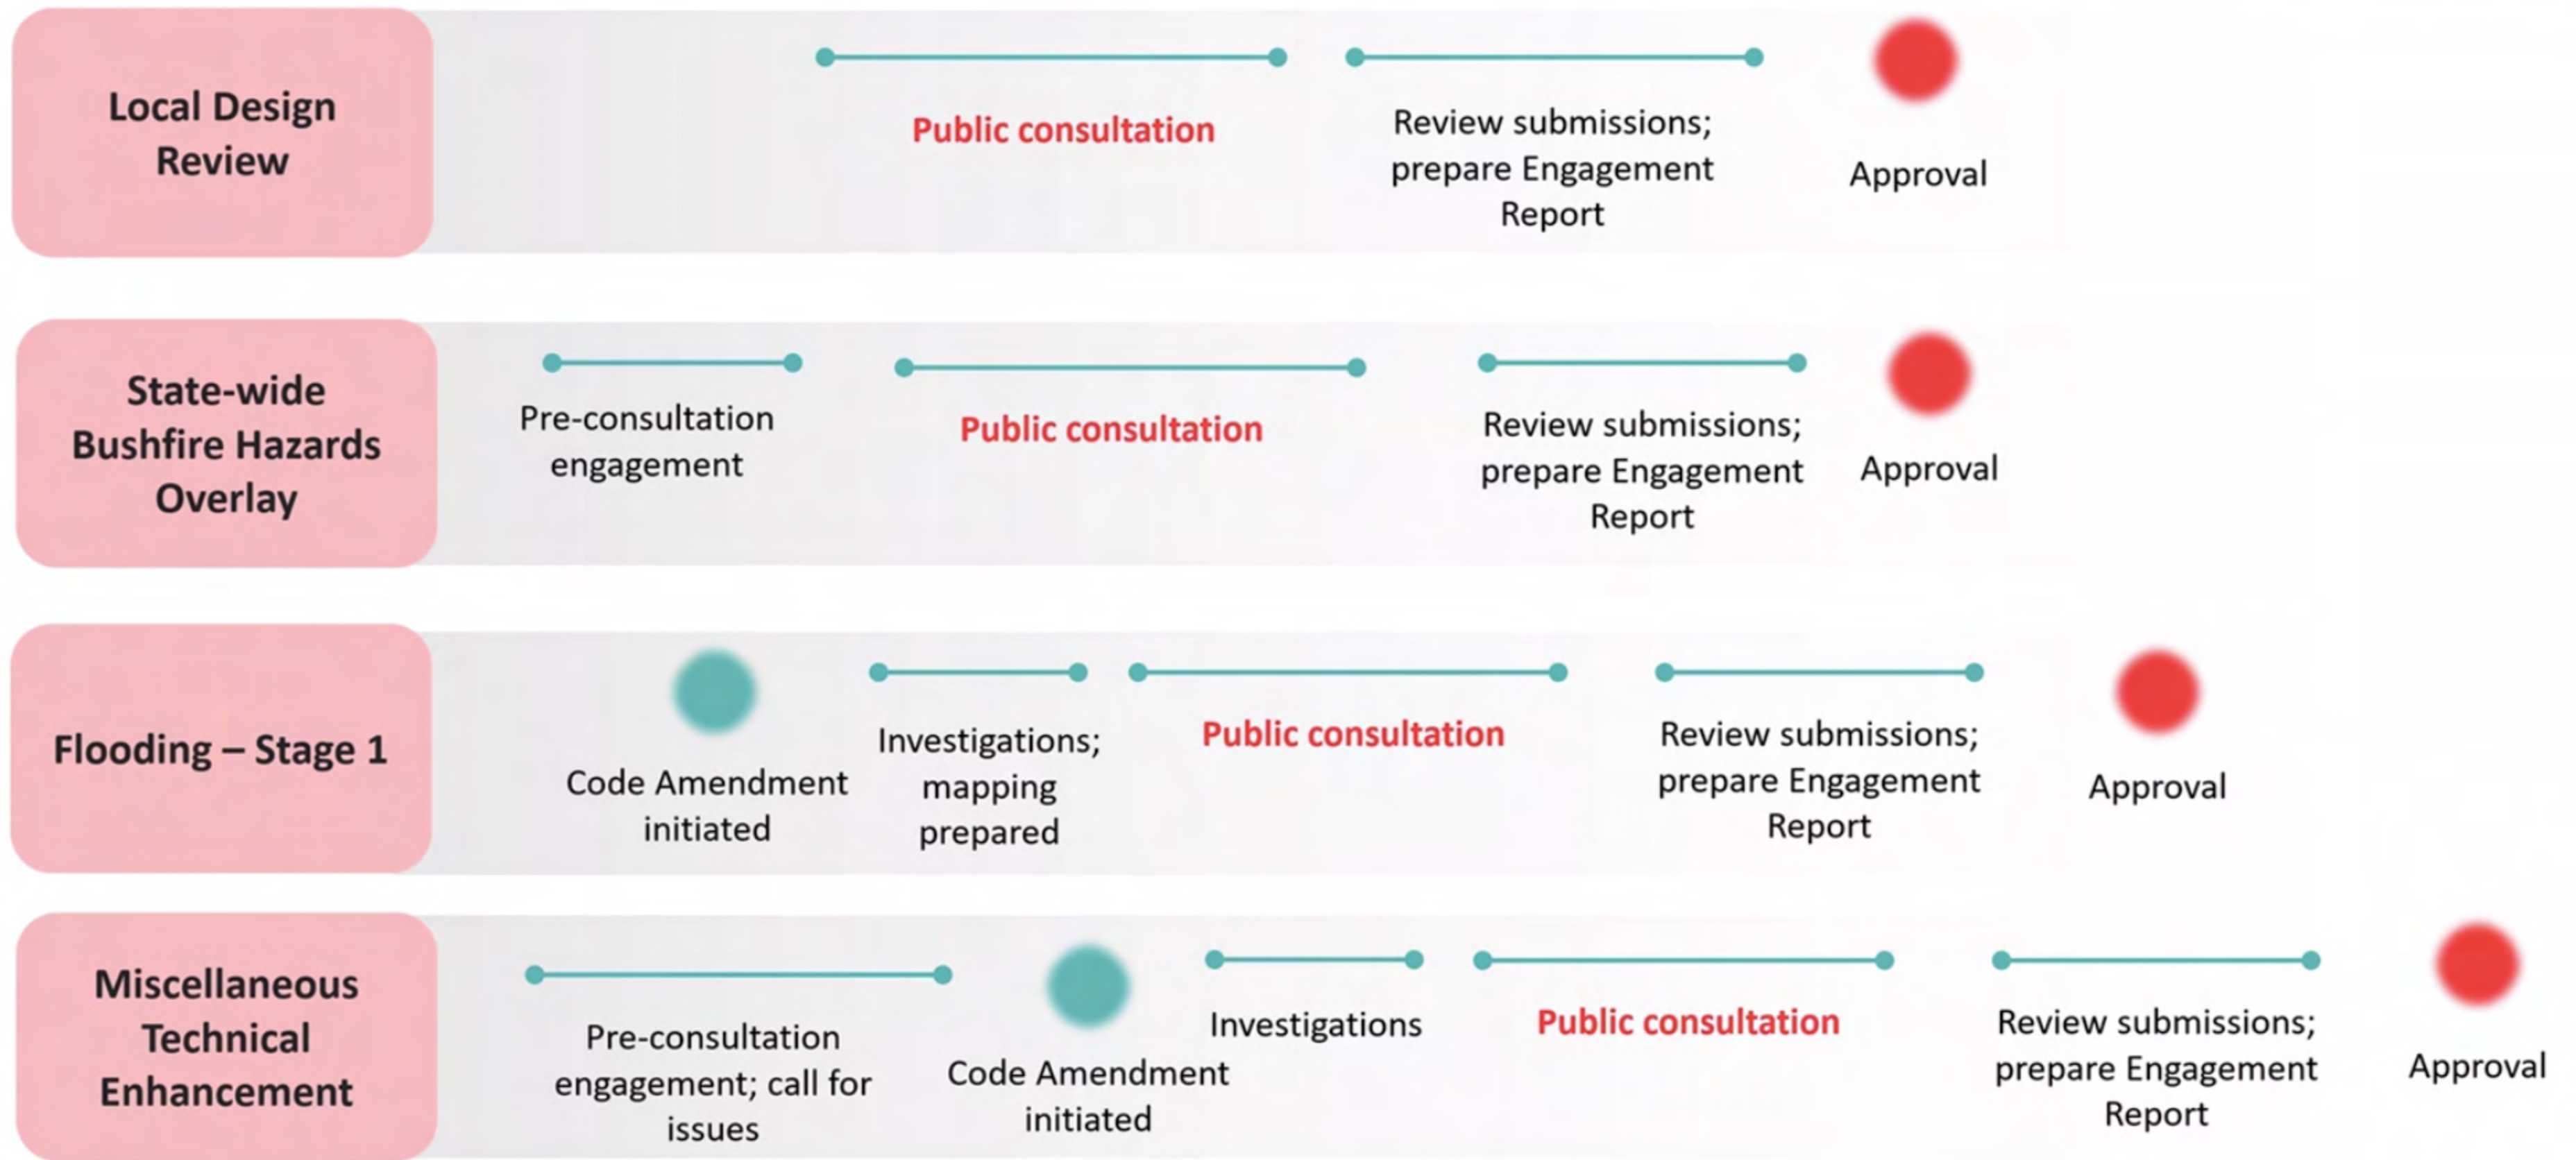 Local Design
Review
Public consultation
Review submissions;
prepare Engagement
Report
Approval
State-wide
Bushfire Hazards
Overlay
Pre-consultation
engagement
Public consultation
Review submissions;
prepare Engagement
Report
Approval
Flooding – Stage 1
Code Amendment
initiated
Investigations;
mapping
prepared
Public consultation
Review submissions;
prepare Engagement
Report
Approval
Miscellaneous
Technical
Enhancement
Pre-consultation
engagement; call for
issues
Code Amendment
initiated
Investigations
Public consultation
Review submissions;
prepare Engagement
Report
Approval